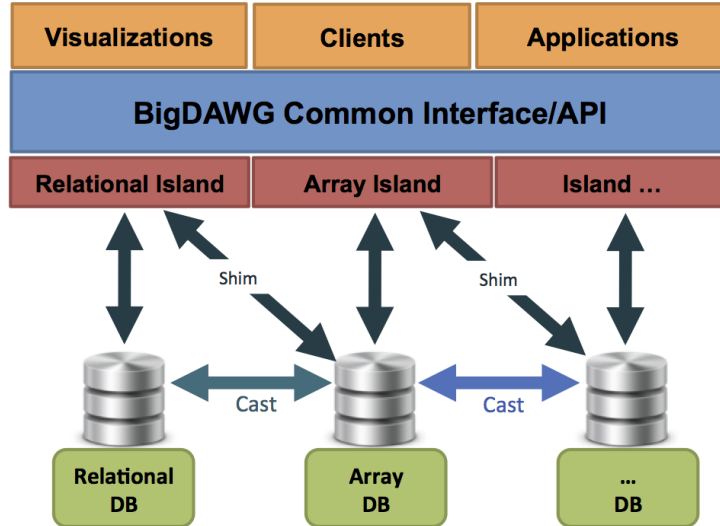 Visualizations
Clients
Applications
BigDAWG Common Interface/API
Relational Island
Array Island
Island ...
Shim
Shim
Cast
Cast
Relational
DB
Array
DB
...
DB